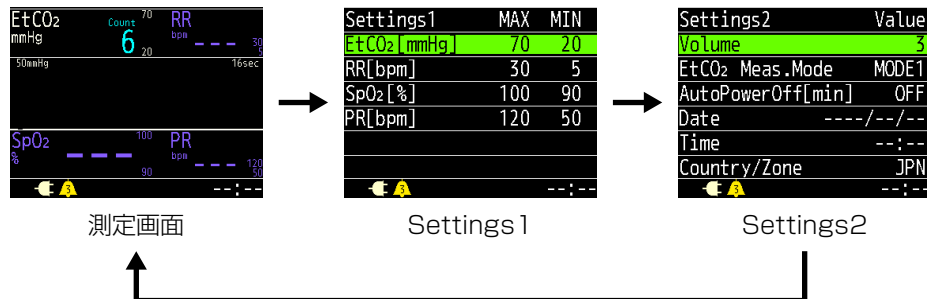 EtCO₂ Count 70 RR
mmHg 6 20 bpm --- 30 5
50mmHg 16sec
SpO₂ 100 PR
% --- 90 bpm --- 120 50
3 --:--
測定画面
Settings1 MAX MIN
EtCO₂[mmHg] 70 20
RR[bpm] 30 5
SpO₂[%] 100 90
PR[bpm] 120 50
3 --:--
Settings1
Settings2 Value
Volume 3
EtCO₂ Meas.Mode MODE1
AutoPowerOff[min] OFF
Date ----/--/--
Time --:--
Country/Zone JPN
3 --:--
Settings2